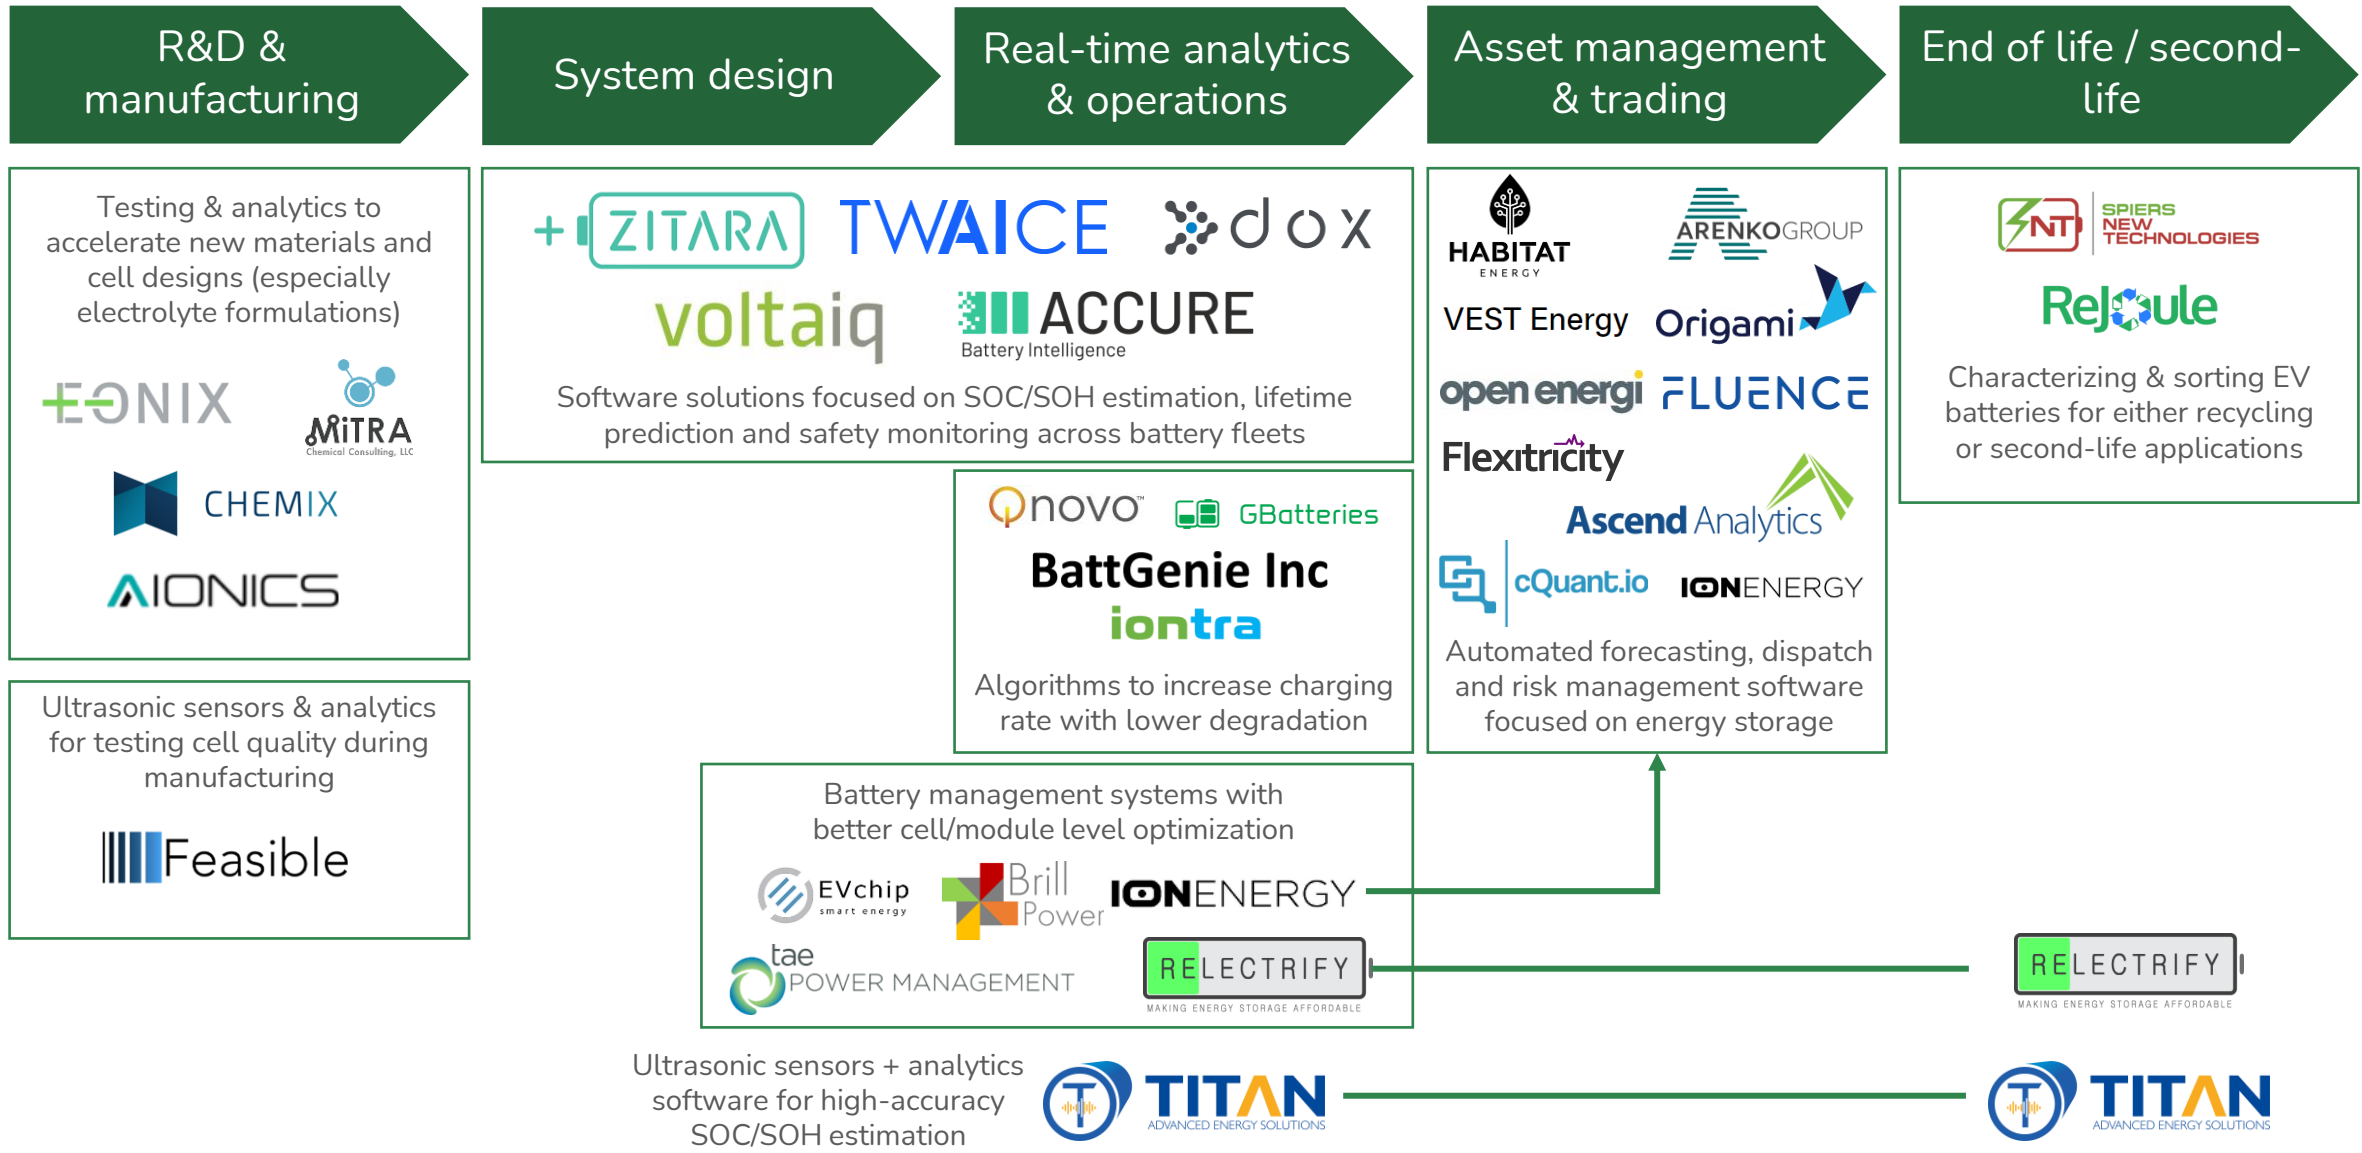 R&D &
manufacturing
System design
Real-time analytics
& operations
Asset management
& trading
End of life / second-
life
Testing & analytics to
accelerate new materials and
cell designs (especially
electrolyte formulations)
EONIX
MiTRA
Chemical Consulting, LLC
CHEMIX
AIONICS
Ultrasonic sensors & analytics
for testing cell quality during
manufacturing
Feasible
ZITARA
TWAICE
dox
voltaiq
ACCURE
Battery Intelligence
Software solutions focused on SOC/SOH estimation, lifetime
prediction and safety monitoring across battery fleets
Qnovo™
GBatteries
BattGenie Inc
iontra
Algorithms to increase charging
rate with lower degradation
Battery management systems with
better cell/module level optimization
EVchip
smart energy
Brill
Power
IONENERGY
tae
POWER MANAGEMENT
RELECTRIFY
MAKING ENERGY STORAGE AFFORDABLE
Ultrasonic sensors + analytics
software for high-accuracy
SOC/SOH estimation
TITAN
ADVANCED ENERGY SOLUTIONS
HABITAT
ENERGY
ARENKOGROUP
VEST Energy
Origami
open energi
FLUENCE
Flexitricity
Ascend Analytics
cQuant.io
IONENERGY
Automated forecasting, dispatch
and risk management software
focused on energy storage
SNT
SPIERS
NEW
TECHNOLOGIES
ReJoule
Characterizing & sorting EV
batteries for either recycling
or second-life applications
RELECTRIFY
MAKING ENERGY STORAGE AFFORDABLE
T TITAN
ADVANCED ENERGY SOLUTIONS